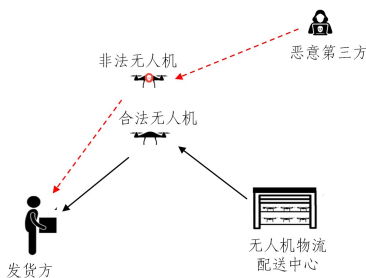 恶意第三方
非法无人机
合法无人机
无人机物流
配送中心
发货方